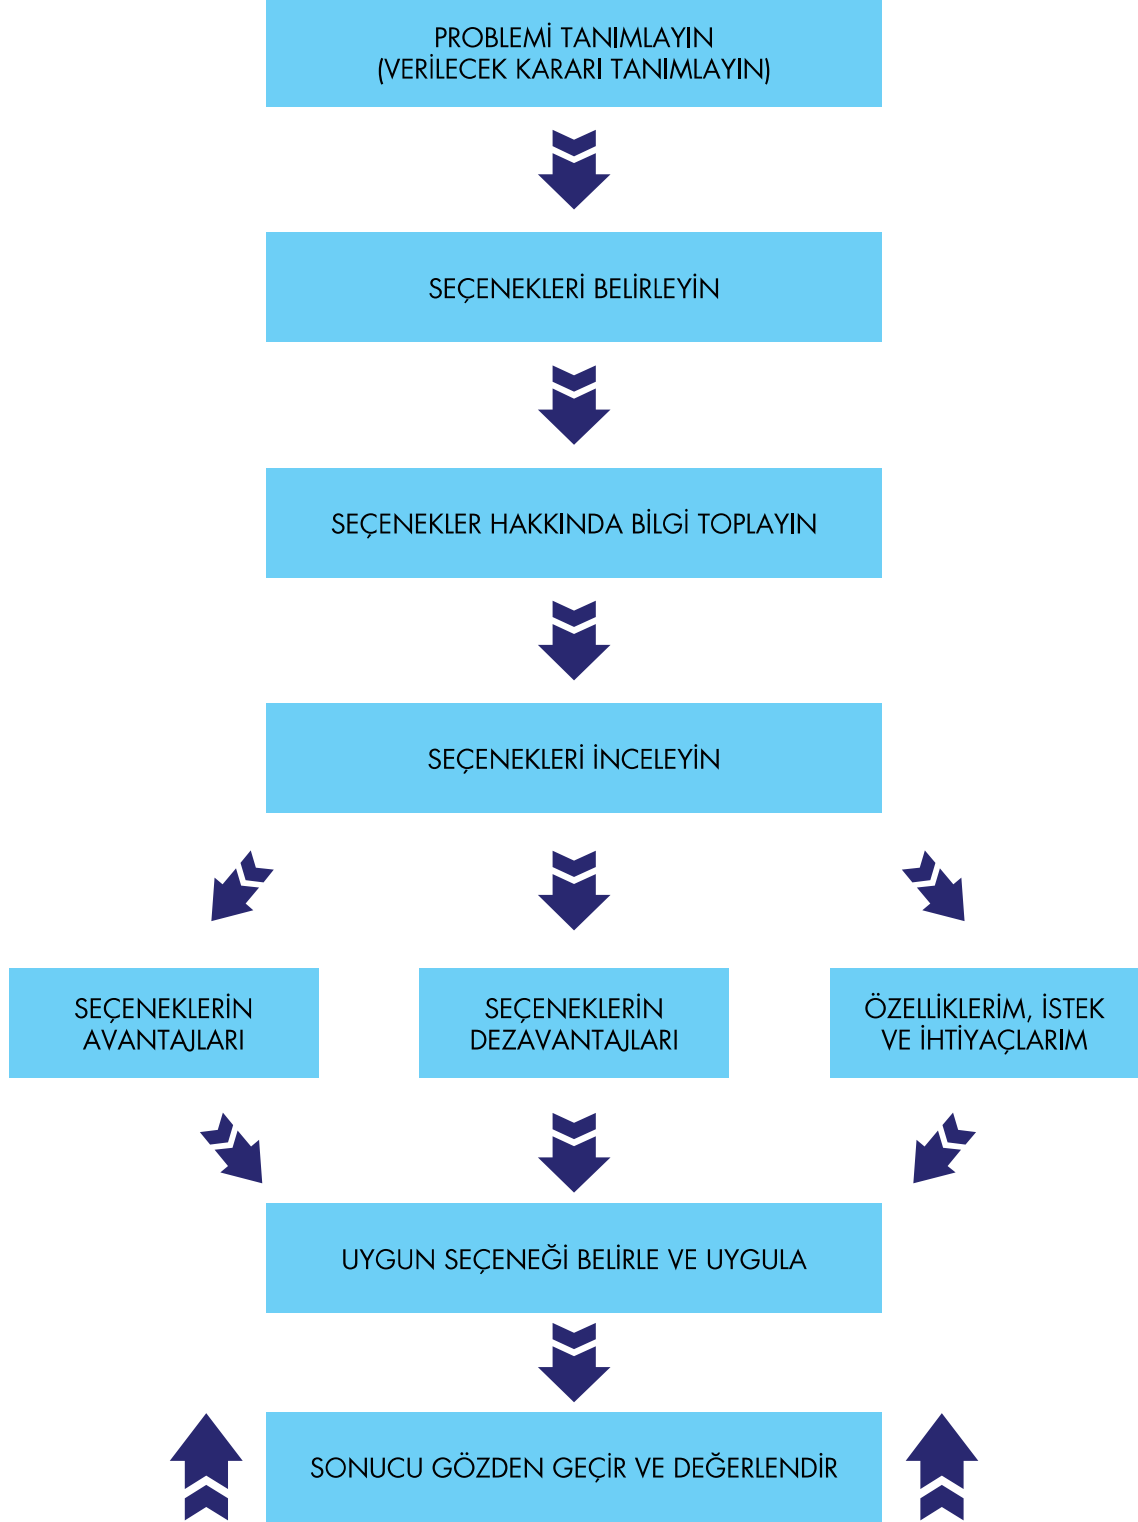 PROBLEMİ TANIMLAYIN
(VERİLECEK KARARI TANIMLAYIN)
SEÇENEKLERİ BELİRLEYİN
SEÇENEKLER HAKKINDA BİLGİ TOPLAYIN
SEÇENEKLERİ İNCELEYİN
SEÇENEKLERİN
AVANTAJLARI
SEÇENEKLERİN
DEZAVANTAJLARI
ÖZELLİKLERİM, İSTEK
VE İHTİYAÇLARIM
UYGUN SEÇENEĞİ BELİRLE VE UYGULA
SONUCU GÖZDEN GEÇİR VE DEĞERLENDİR